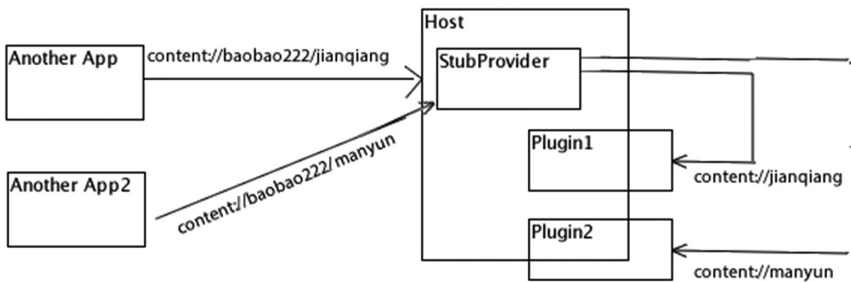 Host
Another App
content://baobao222/jianqiang
StubProvider
Another App2
content://baobao222/manyun
Plugin1
content://jianqiang
Plugin2
content://manyun